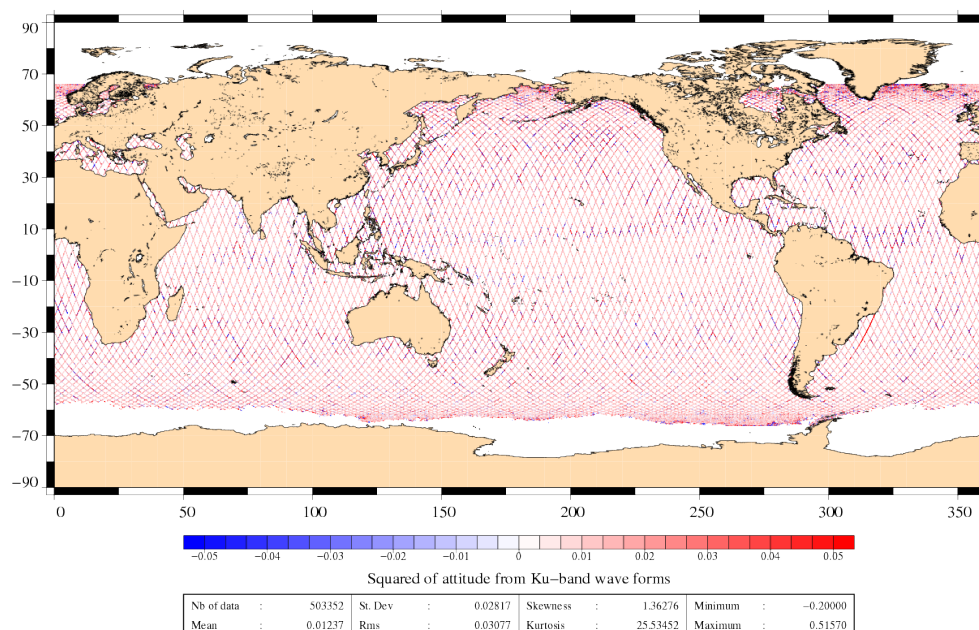 90
70
50
30
10
−10
−30
−50
−70
−90
0 50 100 150 200 250 300 350
−0.05 −0.04 −0.03 −0.02 −0.01 0 0.01 0.02 0.03 0.04 0.05
Squared of attitude from Ku−band wave forms
Nb of data : 503352 St. Dev : 0.02817 Skewness : 1.36276 Minimum : −0.20000
Mean : 0.01237 Rms : 0.03077 Kurtosis : 25.53452 Maximum : 0.51570